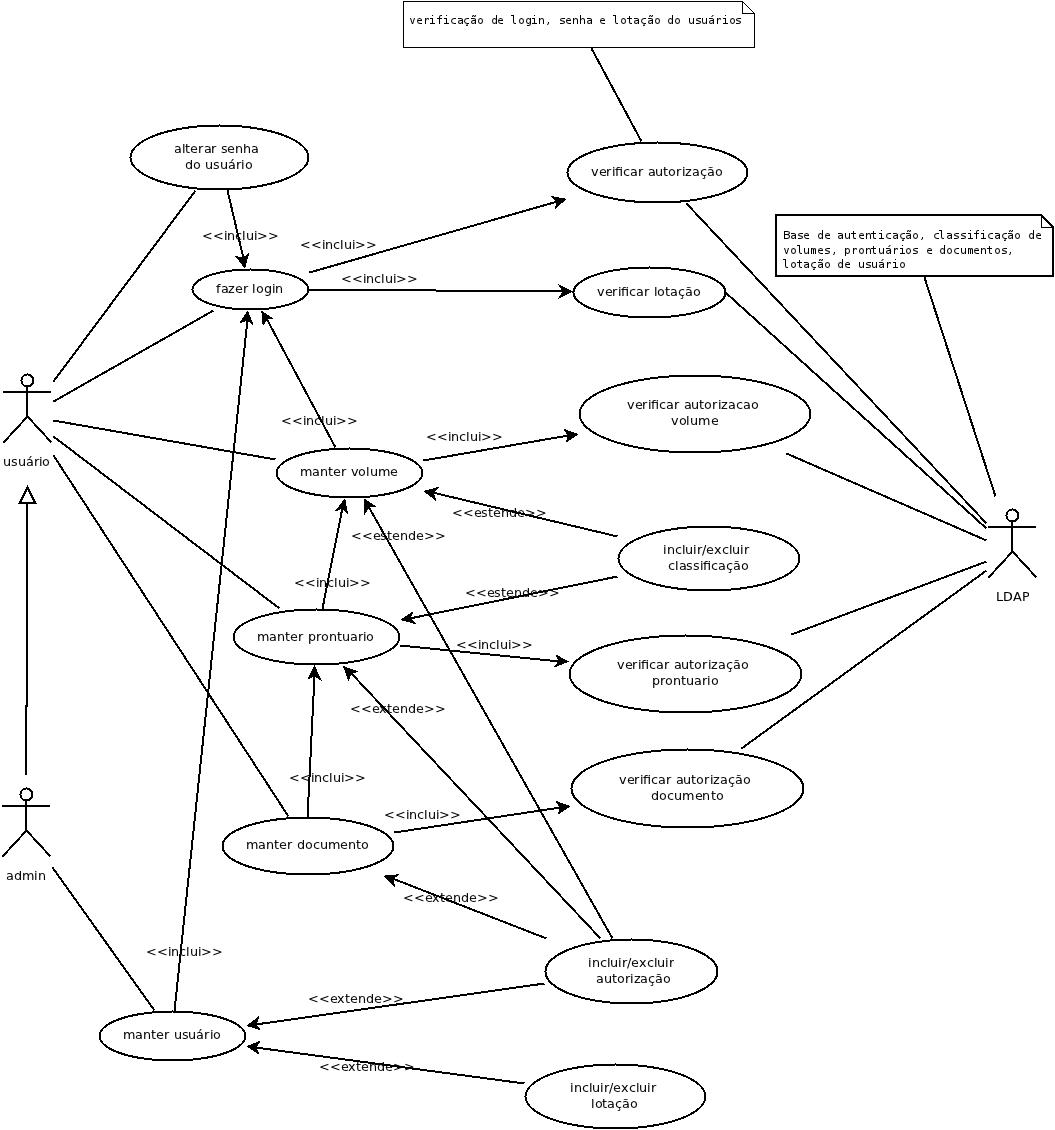 verificação de login, senha e lotação do usuários
alterar senha
do usuário
verificar autorização
<<inclui>>
<<inclui>>
Base de autenticação, classificação de
volumes, prontuários e documentos,
lotação de usuário
<<inclui>>
fazer login
verificar lotação
verificar autorizacao
volume
<<inclui>>
<<inclui>>
usuário
manter volume
<<estende>>
<<estende>>
incluir/excluir
classificação
<<inclui>>
<<estende>>
LDAP
manter prontuario
<<inclui>>
verificar autorização
prontuario
<<extende>>
<<inclui>>
verificar autorização
documento
<<inclui>>
manter documento
admin
<<extende>>
<<inclui>>
incluir/excluir
autorização
<<extende>>
manter usuário
<<extende>>
incluir/excluir
lotação